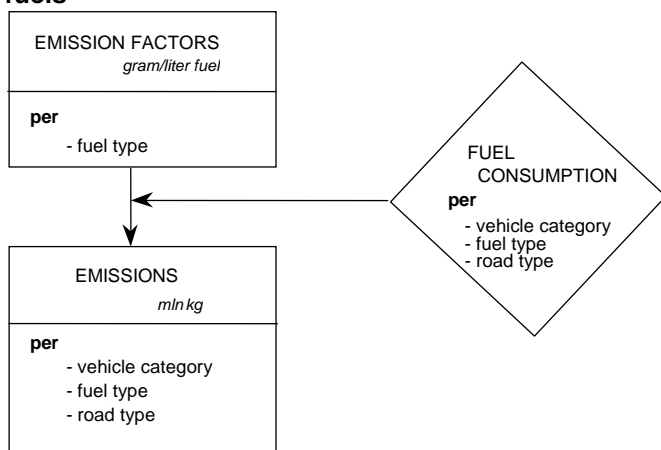 fuels
EMISSION FACTORS
gram/liter fuel
per
- fuel type
FUEL
CONSUMPTION
per
- vehicle category
- fuel type
- road type
EMISSIONS
mln kg
per
- vehicle category
- fuel type
- road type